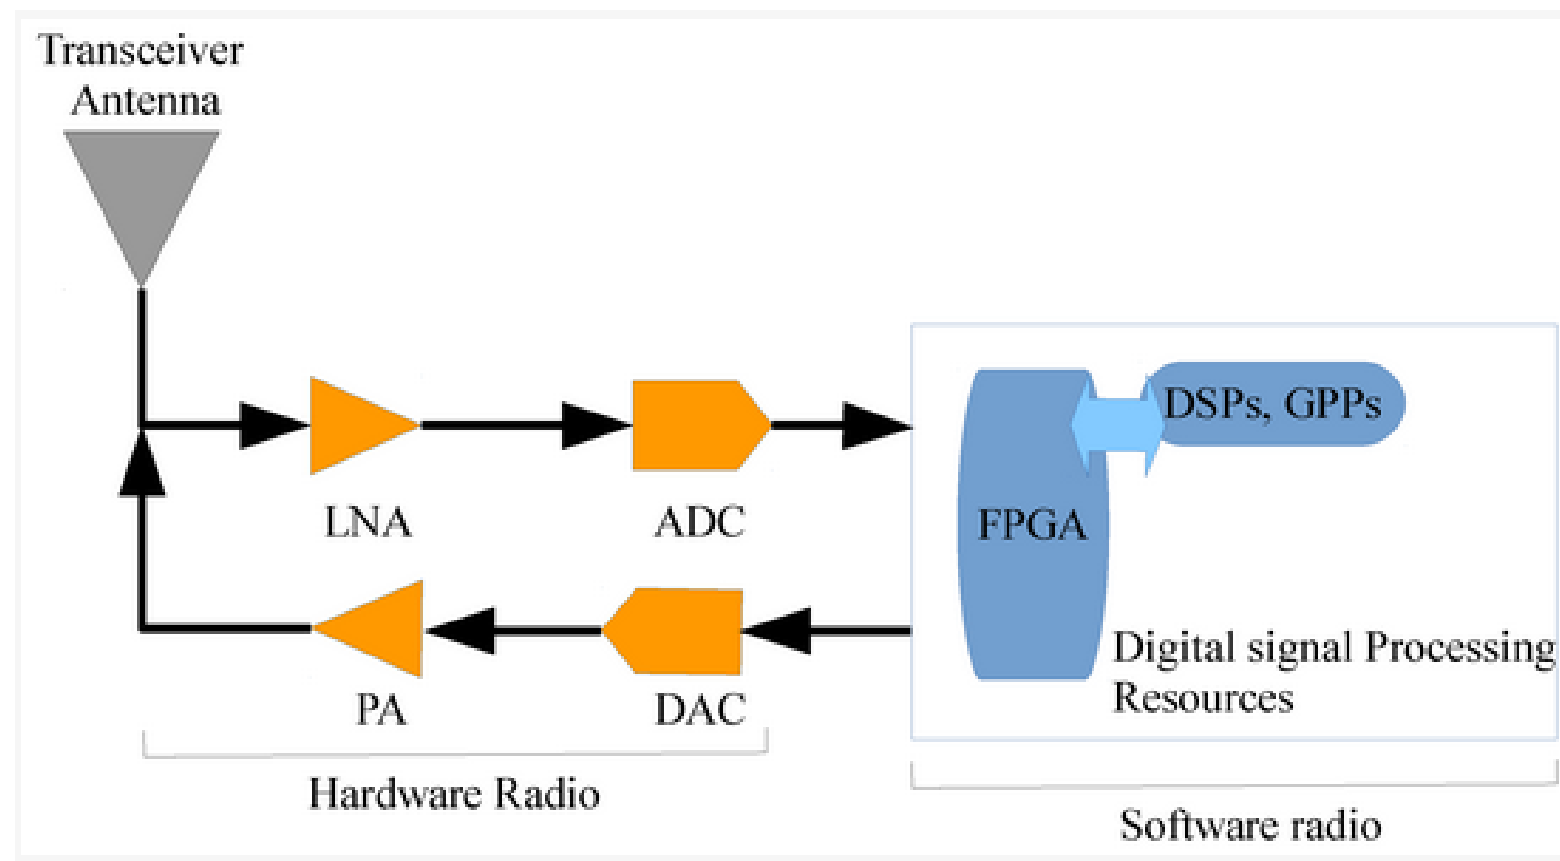 Transceiver
Antenna
LNA
ADC
PA
DAC
Hardware Radio
FPGA
DSPs, GPPs
Digital signal Processing
Resources
Software radio